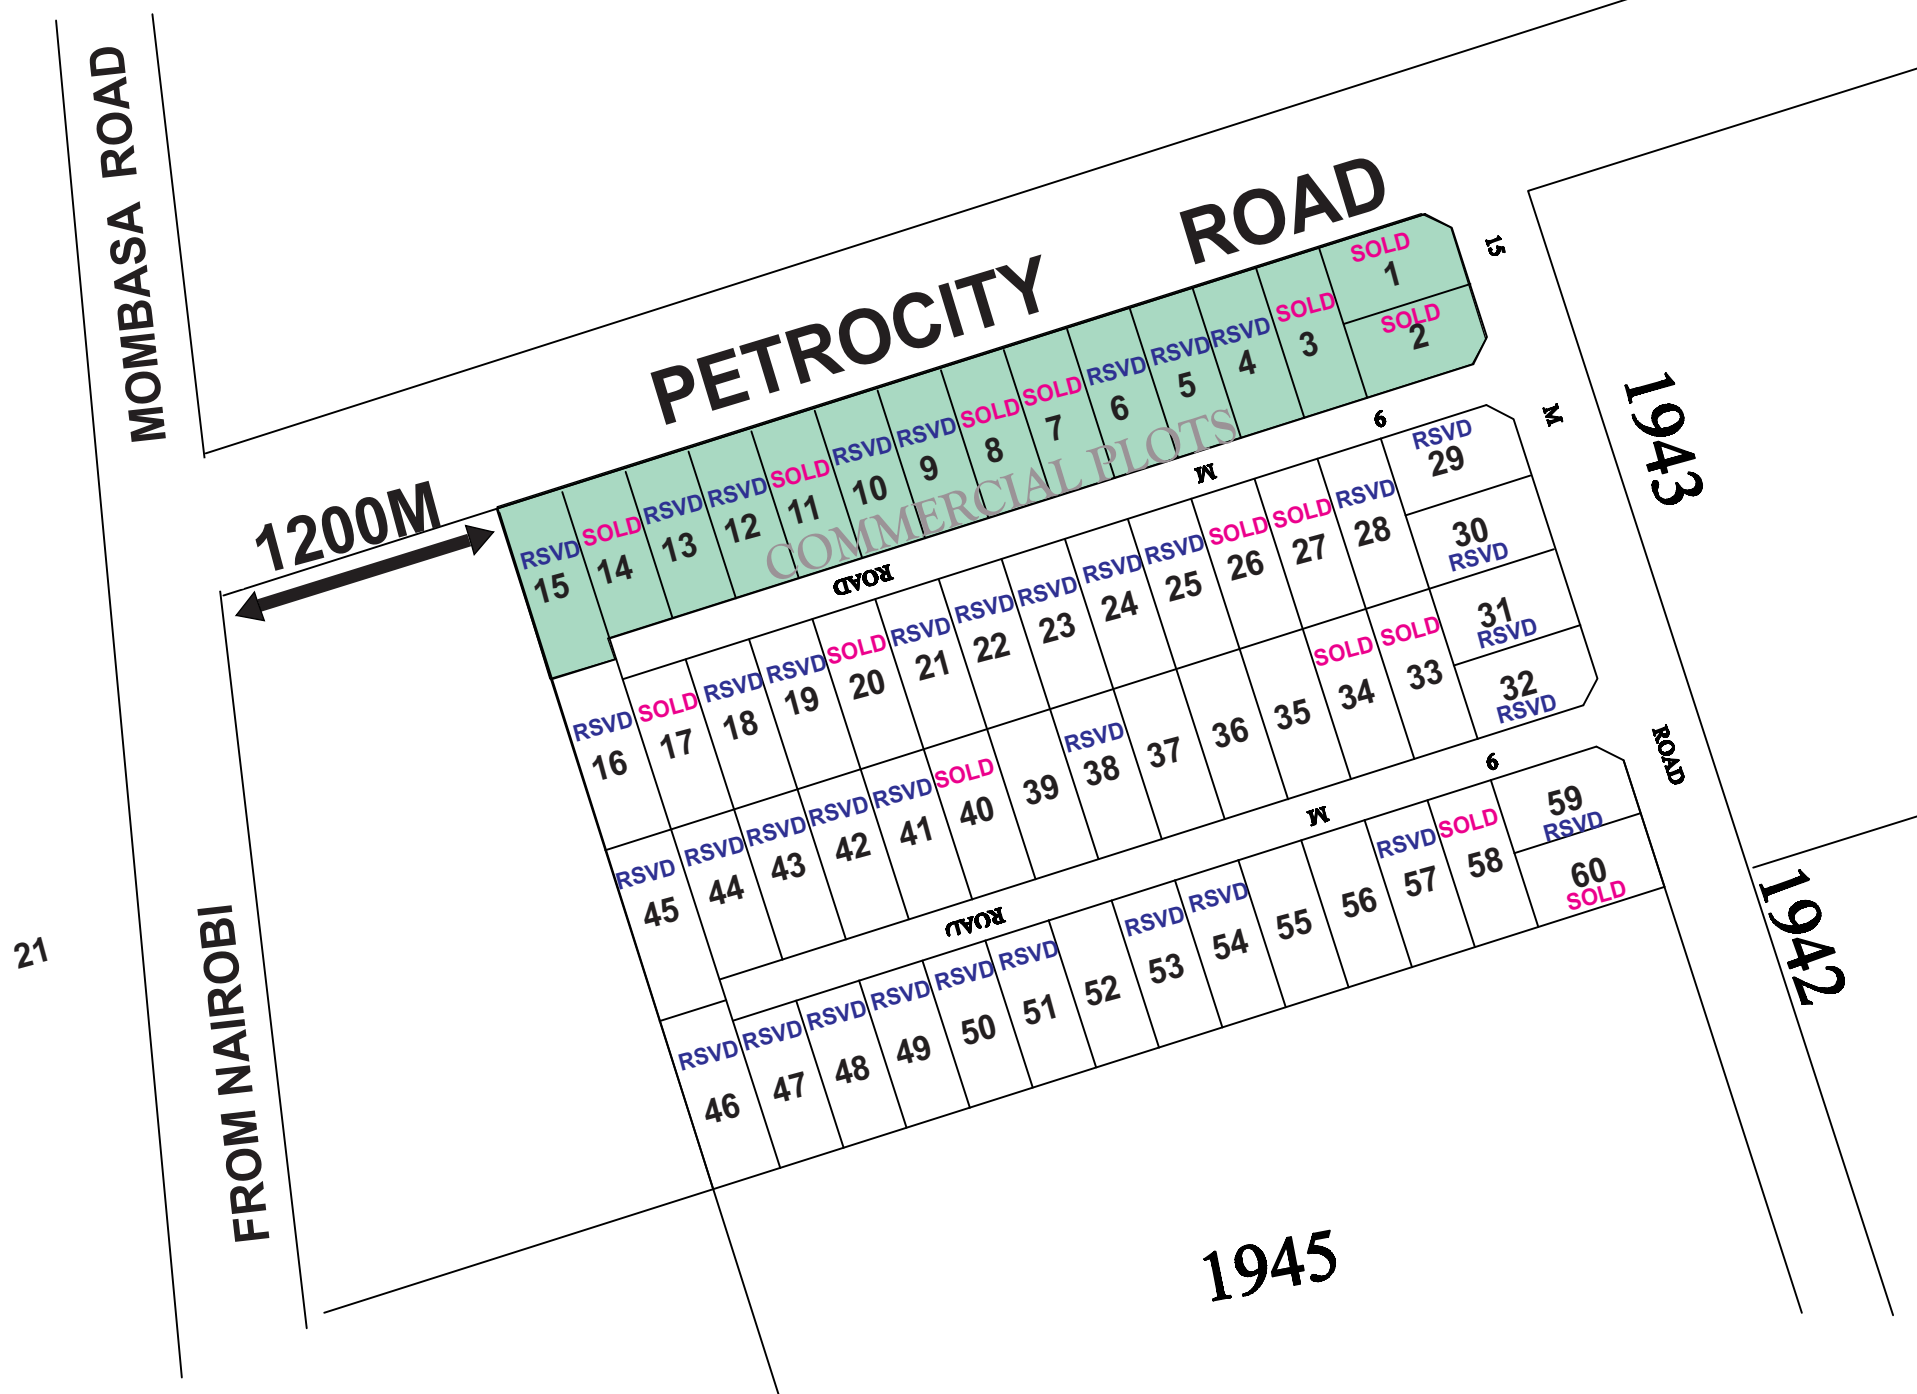 MOMBASA ROAD
FROM NAIROBI
21
1200M
PETROCITY ROAD
COMMERCIAL PLOTS
SOLD
1
SOLD
2
SOLD
3
RSVD
4
RSVD
5
RSVD
6
SOLD
7
SOLD
8
RSVD
9
RSVD
10
SOLD
11
RSVD
12
RSVD
13
SOLD
14
RSVD
15
ROAD M 9
RSVD
16
SOLD
17
RSVD
18
RSVD
19
SOLD
20
RSVD
21
RSVD
22
RSVD
23
RSVD
24
RSVD
25
SOLD
26
SOLD
27
RSVD
28
RSVD
29
30
RSVD
31
RSVD
32
RSVD
SOLD
33
SOLD
34
35
36
37
RSVD
38
39
SOLD
40
RSVD
41
RSVD
42
RSVD
43
RSVD
44
RSVD
45
ROAD M 9
RSVD
46
RSVD
47
RSVD
48
RSVD
49
RSVD
50
RSVD
51
52
RSVD
53
RSVD
54
55
56
RSVD
57
SOLD
58
59
RSVD
60
SOLD
15 M ROAD
1943
1942
1945